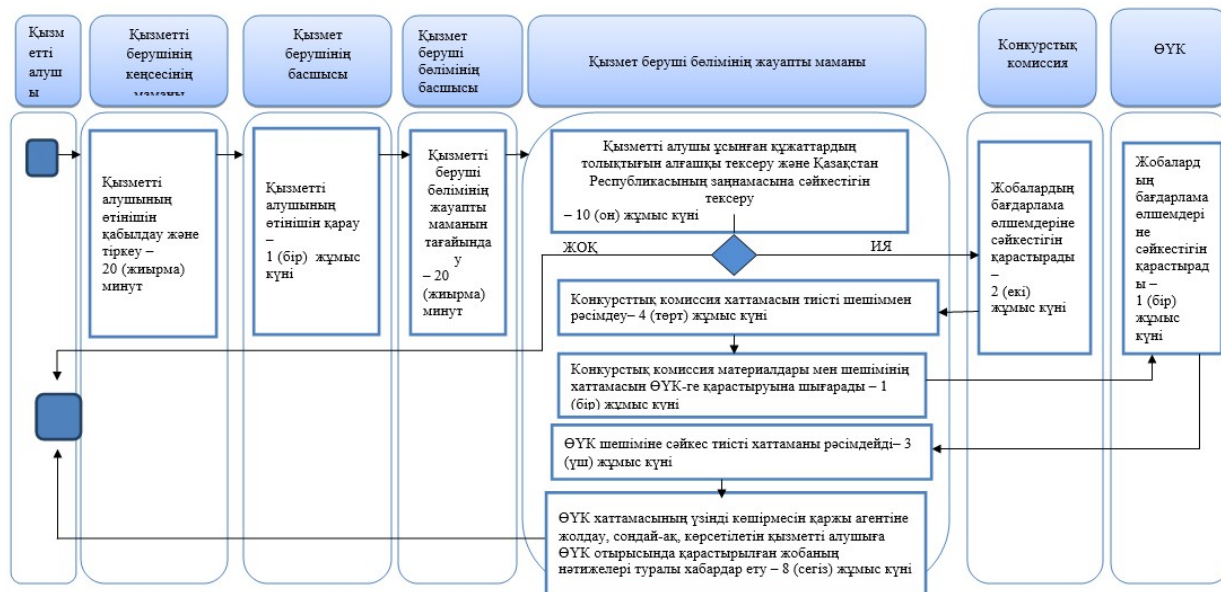 Қызм
етті
алуш
ы
Қызметті
берушінің
кеңсесінің
маманы
Қызмет
берушінің
басшысы
Қызмет
беруші
бөлімінің
басшысы
Қызмет беруші бөлімінің жауапты маманы
Конкурстық
комиссия
ӨҮК
Қызметті
алушының
өтінішін
қабылдау және
тіркеу –
20 (жиырма)
минут
Қызметті
алушының
өтінішін қарау
–
1 (бір) жұмыс
күні
Қызметті
беруші
бөлімінің
жауапты
маманын
тағайында
у
– 20
(жиырма)
минут
Қызметті алушы ұсынған құжаттардың
толықтығын алғашқы тексеру және Қазақстан
Республикасының заңнамасына сәйкестігін
тексеру
– 10 (он) жұмыс күні
ЖОҚ
ИЯ
Жобалардың
бағдарлама
өлшемдеріне
сәйкестігін
қарастырады
–
2 (екі)
жұмыс күні
Жобалард
ың
бағдарлама
өлшемдері
не
сәйкестігін
қарастырад
ы –
1 (бір)
жұмыс
күні
Конкурсттық комиссия хаттамасын тиісті шешіммен
рәсімдеу– 4 (төрт) жұмыс күні
Конкурстық комиссия материалдары мен шешімінің
хаттамасын ӨҮК-ге қарастыруына шығарады – 1
(бір) жұмыс күні
ӨҮК шешіміне сәйкес тиісті хаттаманы рәсімдейді– 3
(үш) жұмыс күні
ӨҮК хаттамасының үзінді көшірмесін қаржы агентіне
жолдау, сондай-ақ, көрсетілетін қызметті алушыға
ӨҮК отырысында қарастырылған жобаның
нәтижелері туралы хабардар ету – 8 (сегіз) жұмыс күні